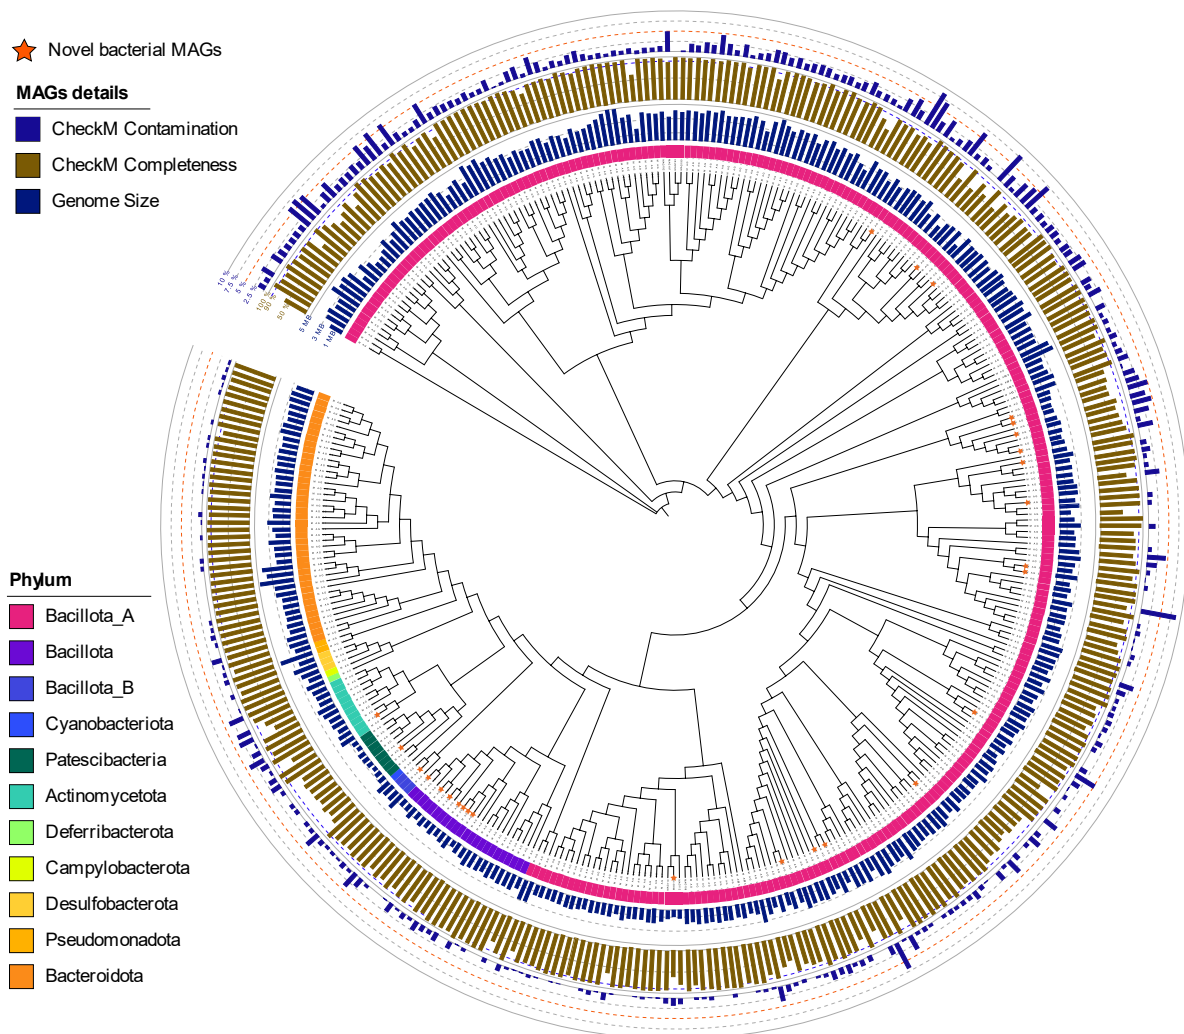 Novel bacterial MAGs
MAGs details
CheckM Contamination
CheckM Completeness
Genome Size
10 %
7.5 %
5 %
2.5 %
100 %
90 %
50 %
5 MB
3 MB
1 MB
Phylum
Bacillota_A
Bacillota
Bacillota_B
Cyanobacteriota
Patescibacteria
Actinomycetota
Deferribacterota
Campylobacterota
Desulfobacterota
Pseudomonadota
Bacteroidota